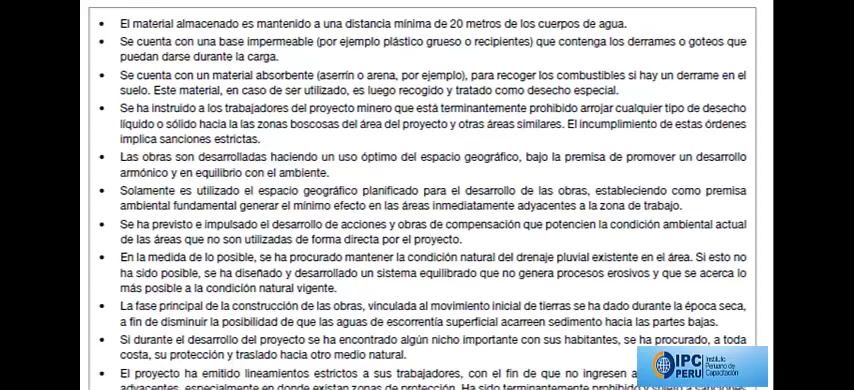 • El material almacenado es mantenido a una distancia mínima de 20 metros de los cuerpos de agua.
• Se cuenta con una base impermeable (por ejemplo plástico grueso o recipientes) que contenga los derrames o goteos que
puedan darse durante la carga.
• Se cuenta con un material absorbente (aserrín o arena, por ejemplo), para recoger los combustibles si hay un derrame en el
suelo. Este material, en caso de ser utilizado, es luego recogido y tratado como desecho especial.
• Se ha instruido a los trabajadores del proyecto minero que está terminantemente prohibido arrojar cualquier tipo de desecho
líquido o sólido hacia la las zonas boscosas del área del proyecto y otras áreas similares. El incumplimiento de estas órdenes
implica sanciones estrictas.
• Las obras son desarrolladas haciendo un uso óptimo del espacio geográfico, bajo la premisa de promover un desarrollo
armónico y en equilibrio con el ambiente.
• Solamente es utilizado el espacio geográfico planificado para el desarrollo de las obras, estableciendo como premisa
ambiental fundamental generar el mínimo efecto en las áreas inmediatamente adyacentes a la zona de trabajo.
• Se ha previsto e impulsado el desarrollo de acciones y obras de compensación que potencien la condición ambiental actual
de las áreas que no son utilizadas de forma directa por el proyecto.
• En la medida de lo posible, se ha procurado mantener la condición natural del drenaje pluvial existente en el área. Si esto no
ha sido posible, se ha diseñado y desarrollado un sistema equilibrado que no genera procesos erosivos y que se acerca lo
más posible a la condición natural vigente.
• La fase principal de la construcción de las obras, vinculada al movimiento inicial de tierras se ha dado durante la época seca,
a fin de disminuir la posibilidad de que las aguas de escorrentía superficial acarreen sedimento hacia las partes bajas.
• Si durante el desarrollo del proyecto se ha encontrado algún nicho importante con sus habitantes, se ha procurado, a toda
costa, su protección y traslado hacia otro medio natural.
• El proyecto ha emitido lineamientos estrictos a sus trabajadores, con el fin de que no ingresen a
adyacentes, especialmente en donde existan zonas de protección. Ha sido terminantemente prohibido
IPC
PERU
Instituto
Peruano de
Capacitación